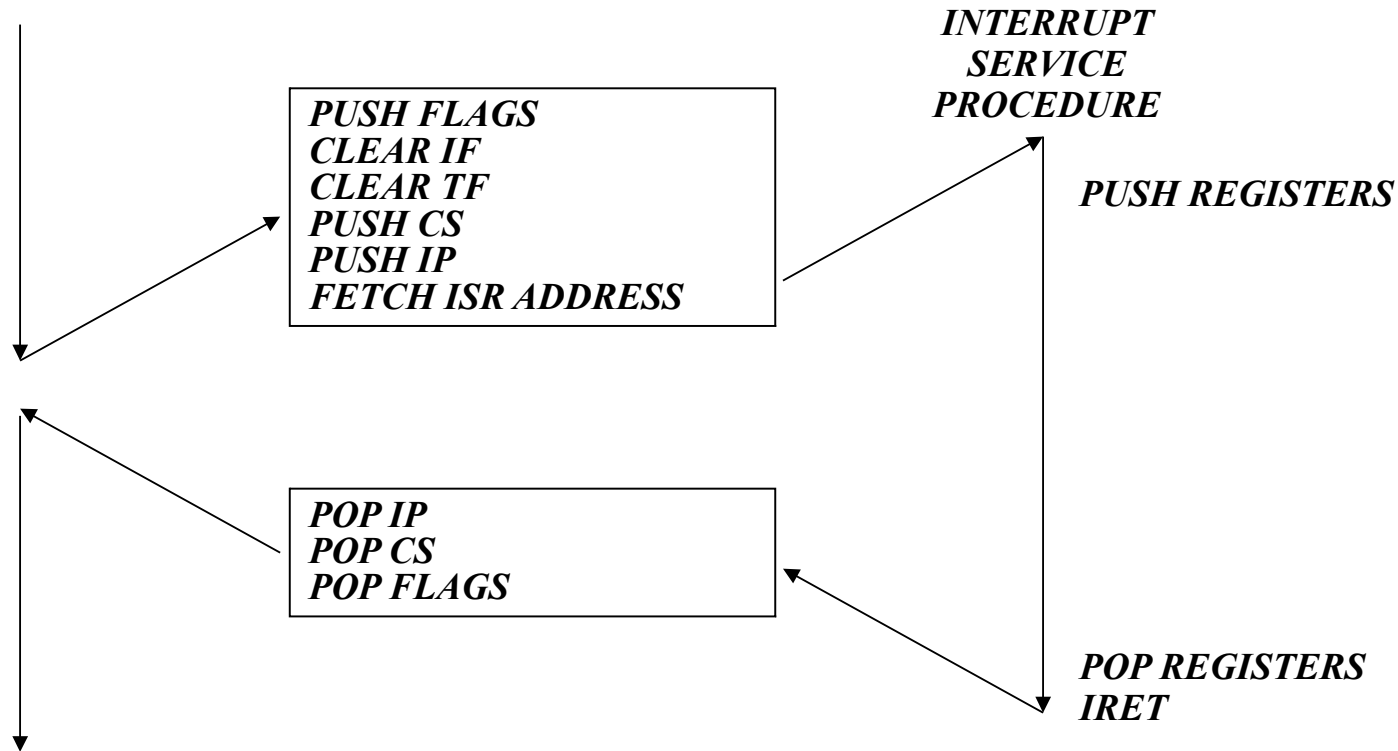 INTERRUPT
SERVICE
PROCEDURE
PUSH FLAGS
CLEAR IF
CLEAR TF
PUSH CS
PUSH IP
FETCH ISR ADDRESS
PUSH REGISTERS
POP IP
POP CS
POP FLAGS
POP REGISTERS
IRET